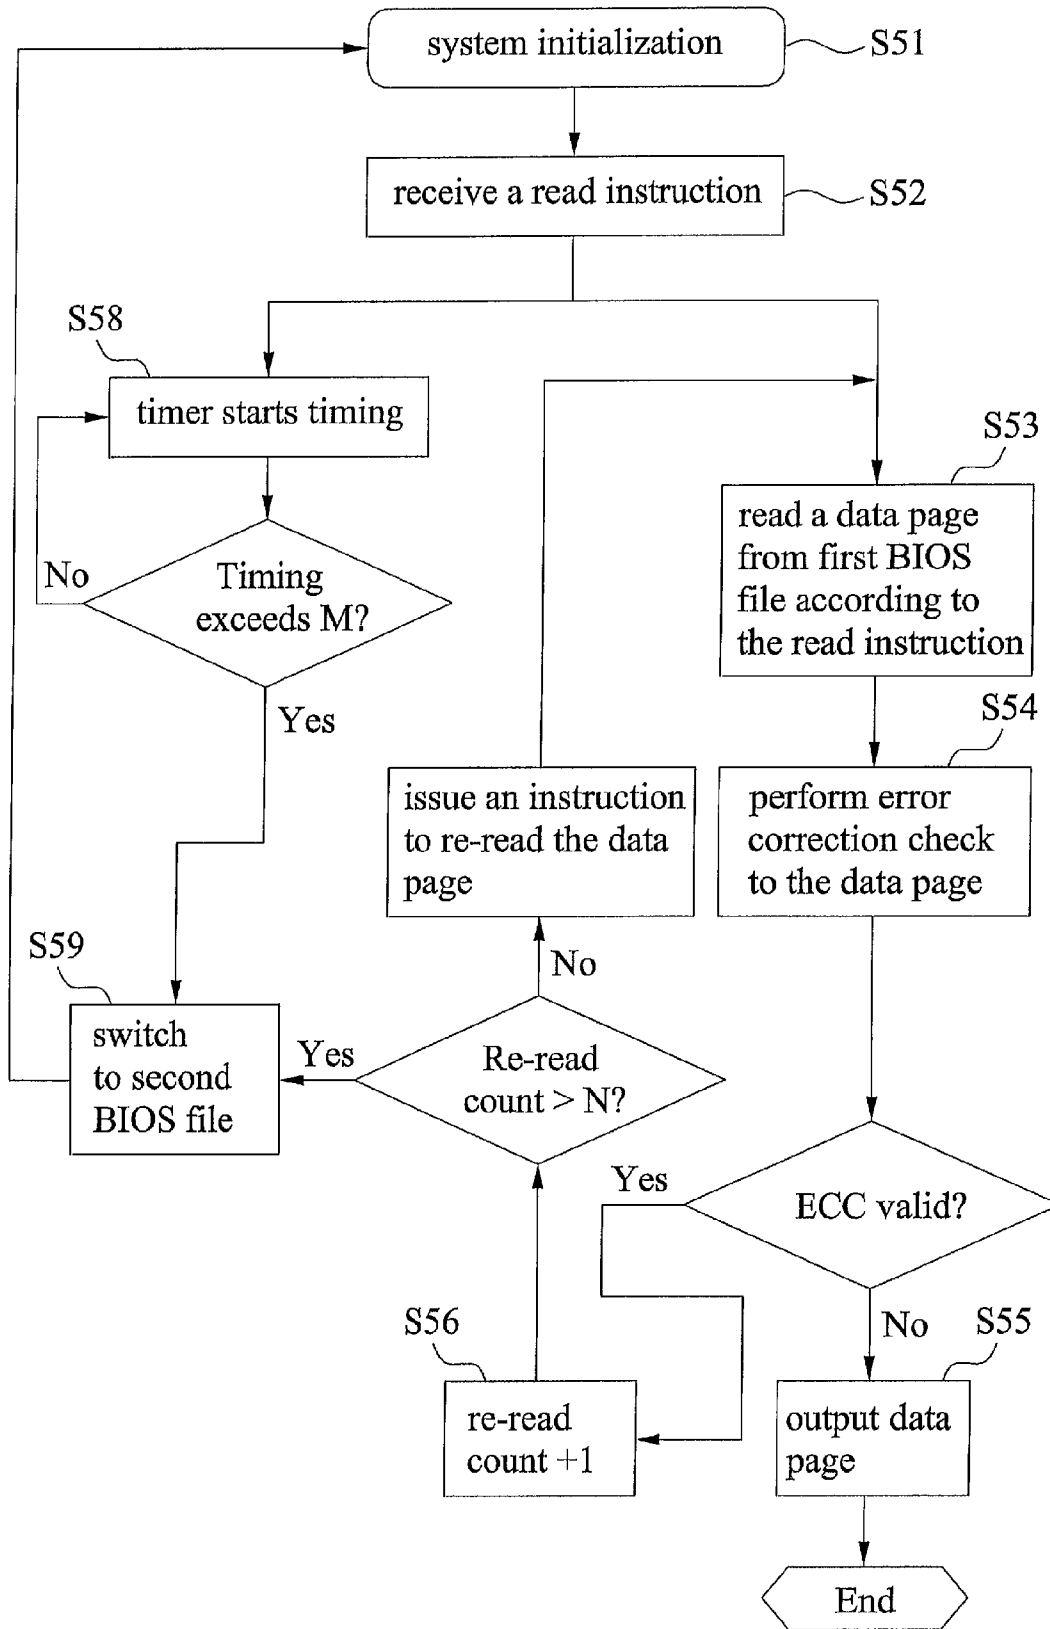 system initialization
S51
receive a read instruction
S52
S58
timer starts timing
S53
read a data page
from first BIOS
file according to
the read instruction
No
Timing
exceeds M?
Yes
S54
issue an instruction
to re-read the data
page
perform error
correction check
to the data page
S59
No
switch
to second
BIOS file
Yes
Re-read
count > N?
Yes
ECC valid?
S56
No
S55
re-read
count +1
output data
page
End